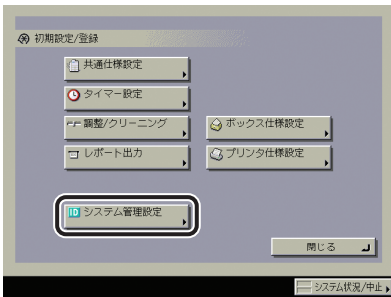 初期設定/登録
共通仕様設定
タイマー設定
調整/クリーニング
ボックス仕様設定
レポート出力
プリンタ仕様設定
ID システム管理設定
閉じる
システム状況/中止